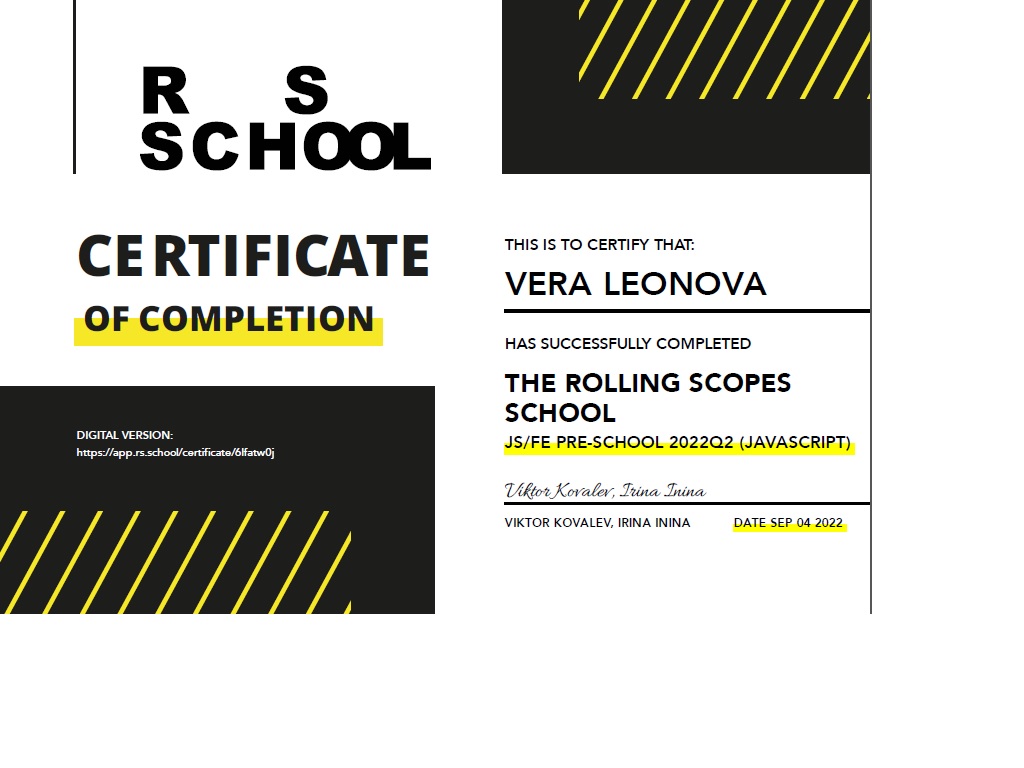 R S
SCHOOL
CERTIFICATE
OF COMPLETION
DIGITAL VERSION:
https://app.rs.school/certificate/6lfatw0j
THIS IS TO CERTIFY THAT:
VERA LEONOVA
HAS SUCCESSFULLY COMPLETED
THE ROLLING SCOPES
SCHOOL
JS/FE PRE-SCHOOL 2022Q2 (JAVASCRIPT)
Viktor Kovalev, Irina Inina
VIKTOR KOVALEV, IRINA ININA
DATE SEP 04 2022